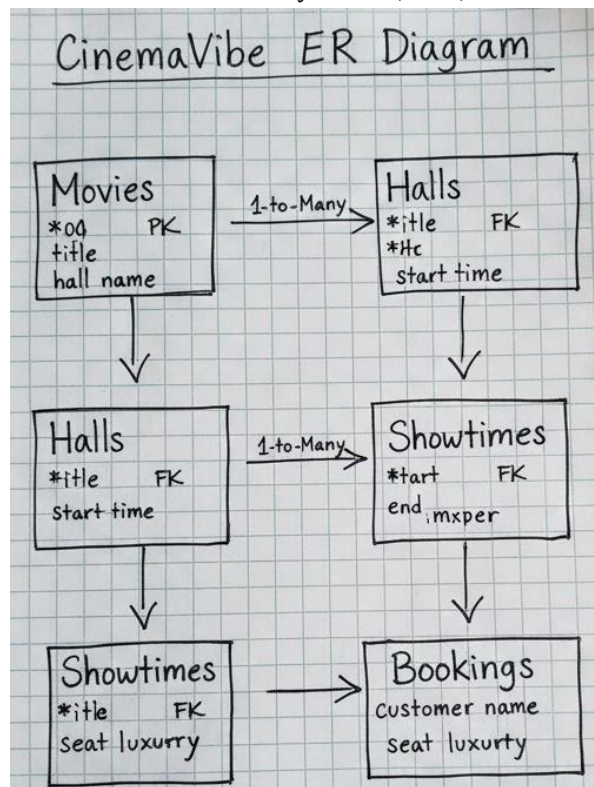 CinemaVibe ER Diagram
Movies
*oq PK
title
hall name
1-to-Many
Halls
*itle FK
*Hc
start time
Halls
*itle FK
start time
1-to-Many
Showtimes
*tart FK
end mxper
Showtimes
*itle FK
seat luxurry
Bookings
customer name
seat luxurty